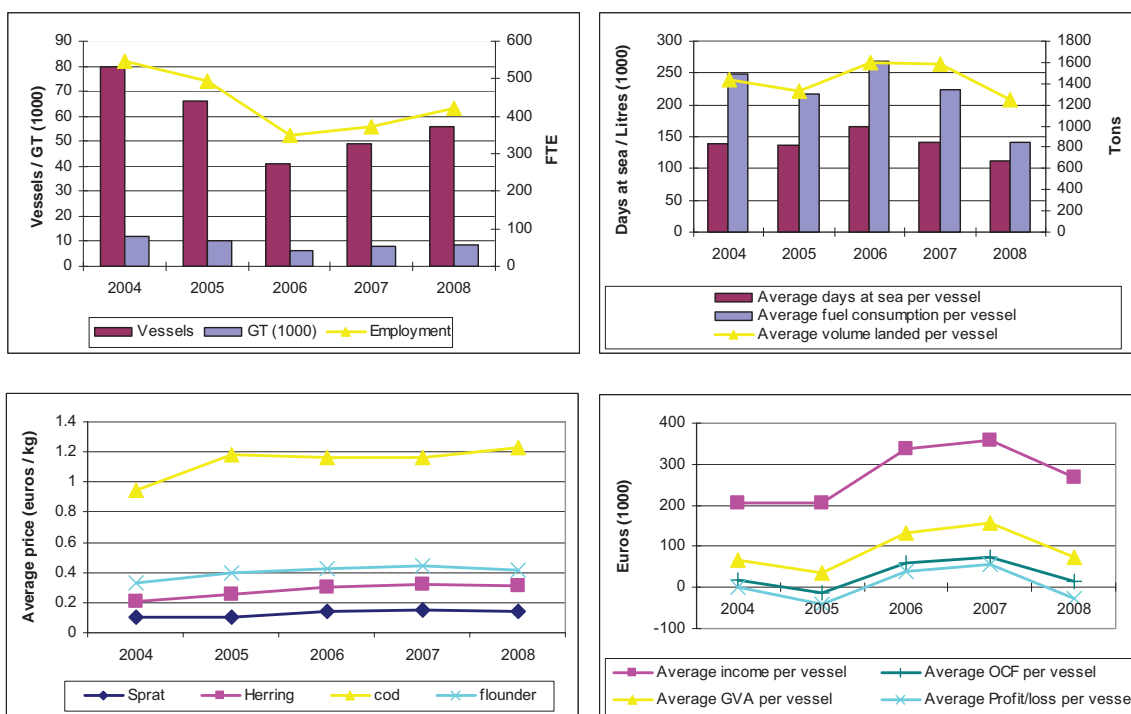 Vessels / GT (1000)
90
80
70
60
50
40
30
20
10
0
600
500
400
300
200
100
0
FTE
2004 2005 2006 2007 2008
Vessels GT (1000) Employment
Days at sea / Litres (1000)
300
250
200
150
100
50
0
1800
1600
1400
1200
1000
800
600
400
200
0
Tons
2004 2005 2006 2007 2008
Average days at sea per vessel
Average fuel consumption per vessel
Average volume landed per vessel
Average price (euros / kg)
1.4
1.2
1
0.8
0.6
0.4
0.2
0
2004 2005 2006 2007 2008
Sprat Herring cod flounder
Euros (1000)
400
300
200
100
0
-100
2004 2005 2006 2007 2008
Average income per vessel Average OCF per vessel
Average GVA per vessel Average Profit/loss per vesse